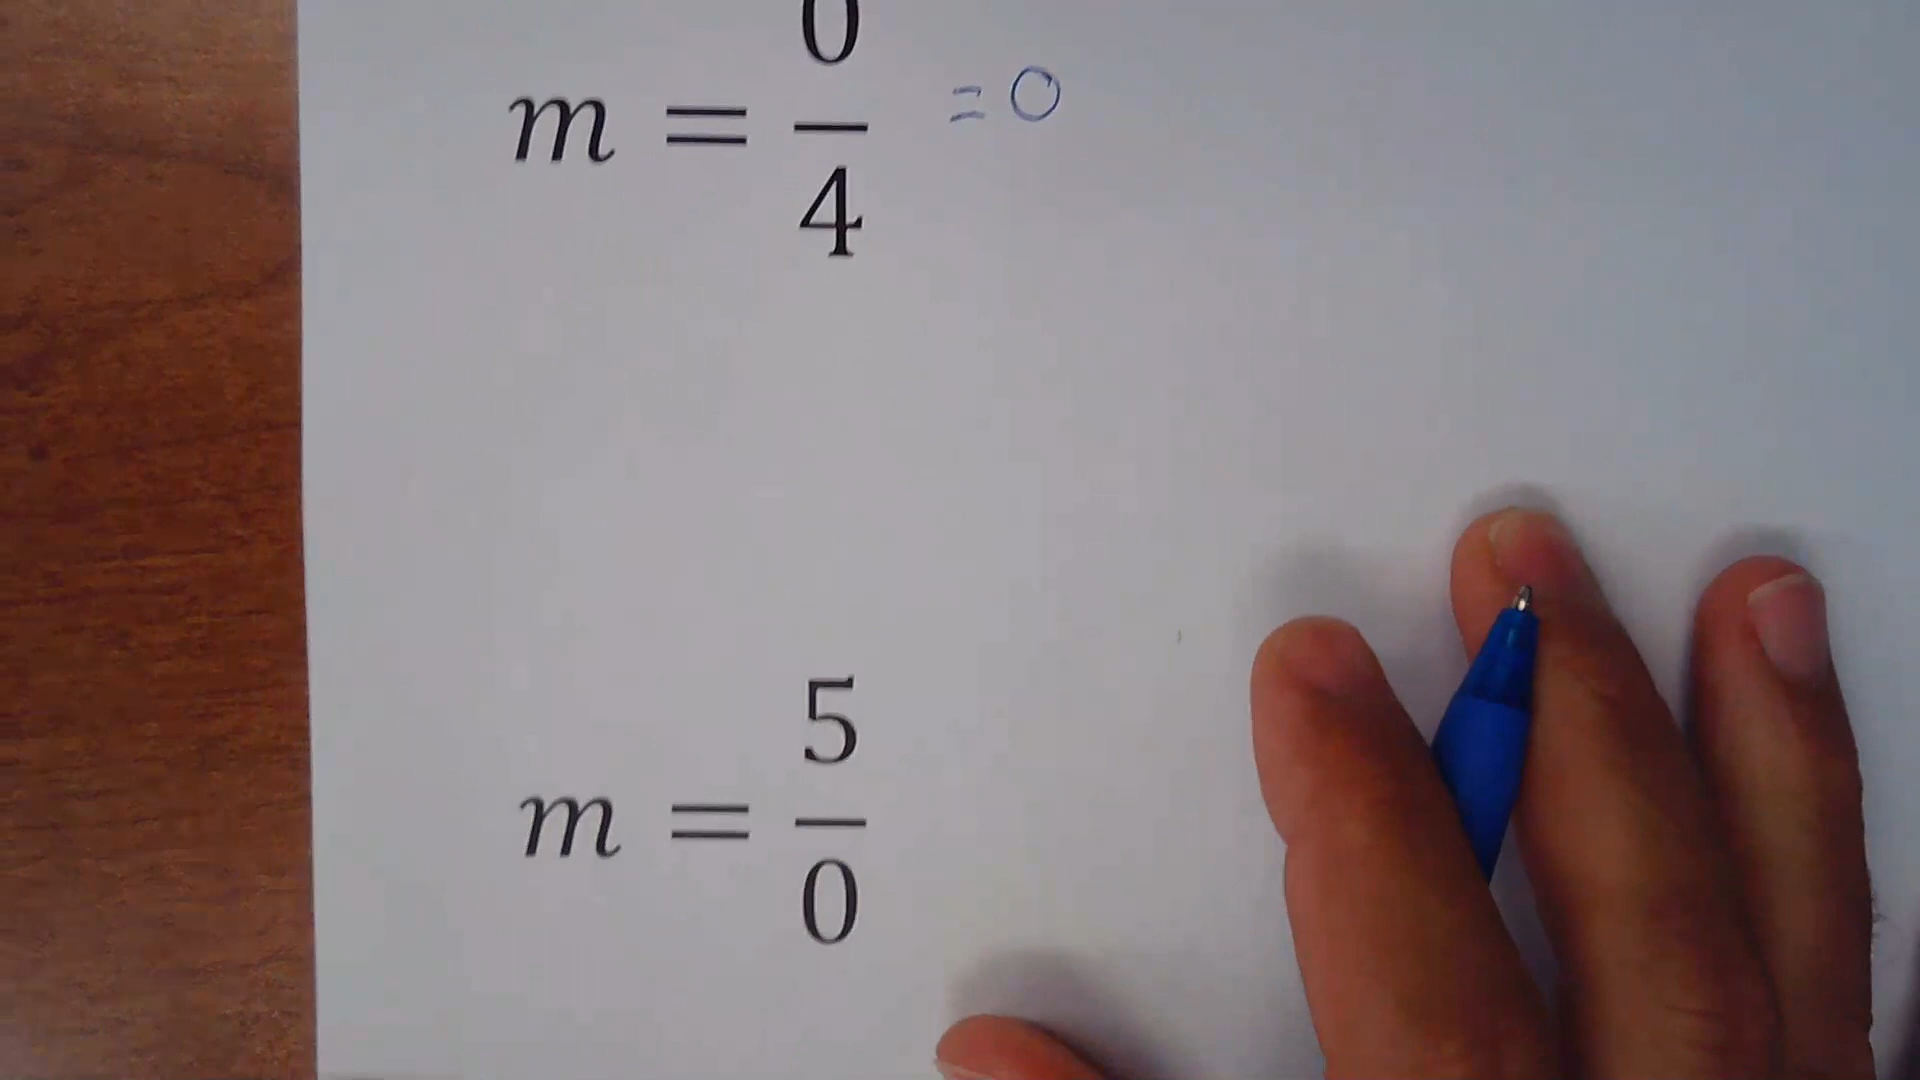 m = 0/4 = 0
m = 5/0